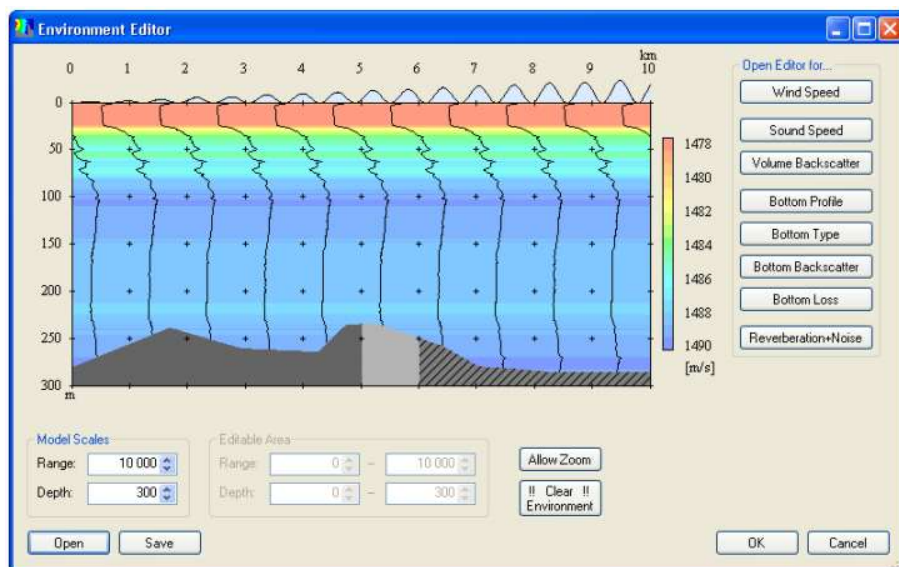 Environment Editor
km
0 1 2 3 4 5 6 7 8 9 10
0
50
100
150
200
250
300
m
1478
1480
1482
1484
1486
1488
1490
[m/s]
Open Editor for...
Wind Speed
Sound Speed
Volume Backscatter
Bottom Profile
Bottom Type
Bottom Backscatter
Bottom Loss
Reverberation+Noise
Model Scales
Range: 10 000
Depth: 300
Editable Area
Range: 0 – 10 000
Depth: 0 – 300
Allow Zoom
!! Clear !!
Environment
Open Save
OK Cancel